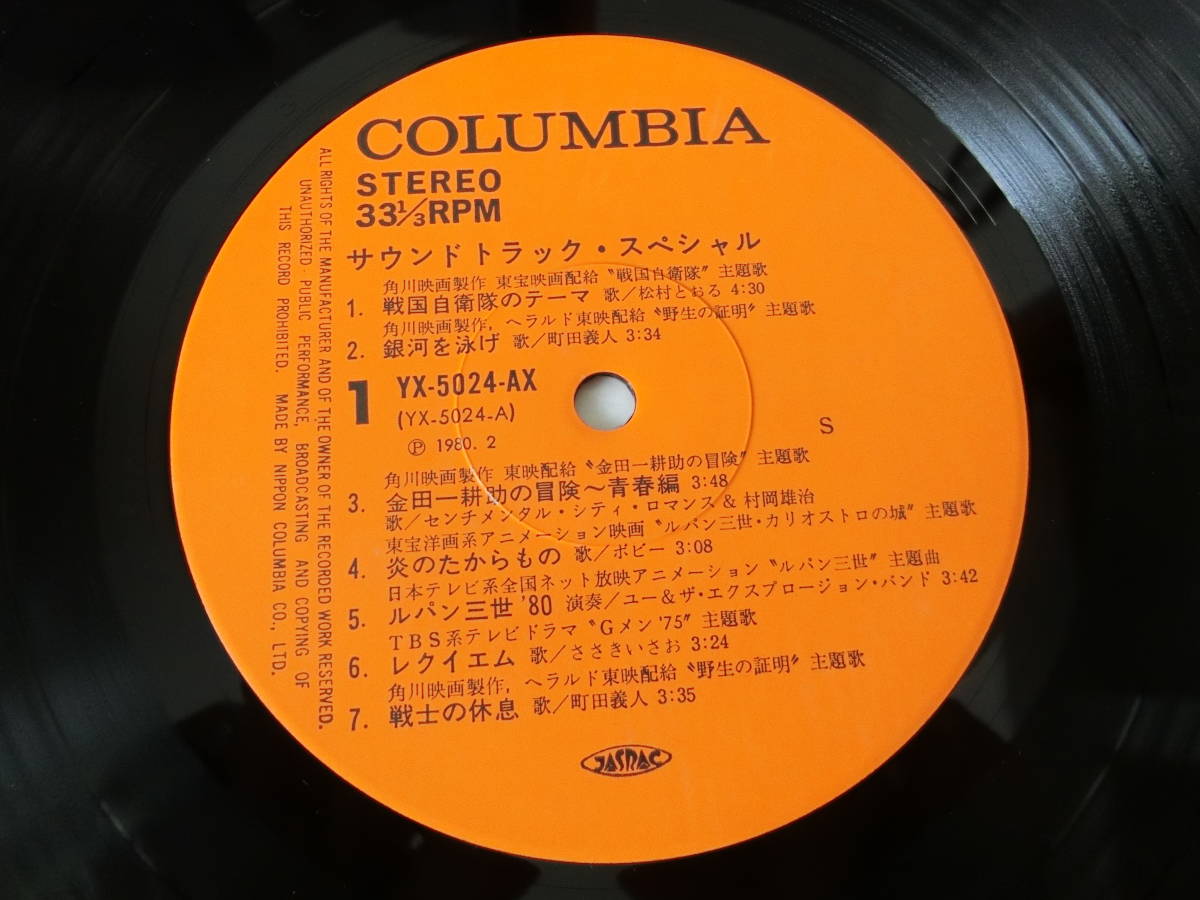 COLUMBIA
STEREO
33⅓RPM
サウンドトラック・スペシャル
角川映画製作 東宝映画配給〝戦国自衛隊〞主題歌
1. 戦国自衛隊のテーマ 歌／松村とおる 4:30
角川映画製作，ヘラルド東映配給〝野生の証明〞主題歌
2. 銀河を泳げ 歌／町田義人 3:34
1 YX-5024-AX
(YX-5024-A)
Ⓟ 1980. 2
S
角川映画製作 東映配給〝金田一耕助の冒険〞主題歌
3. 金田一耕助の冒険～青春編 3:48
歌／センチメンタル・シティ・ロマンス & 村岡雄治
東宝洋画系アニメーション映画〝ルパン三世・カリオストロの城〞主題歌
4. 炎のたからもの 歌／ボビー 3:08
日本テレビ系全国ネット放映アニメーション〝ルパン三世〞主題曲
5. ルパン三世'80 演奏／ユー&ザ・エクスプロージョン・バンド 3:42
TBS系テレビドラマ〝Gメン'75〞主題歌
6. レクイエム 歌／ささきいさお 3:24
角川映画製作，ヘラルド東映配給〝野生の証明〞主題歌
7. 戦士の休息 歌／町田義人 3:35
JASRAC
ALL RIGHTS OF THE MANUFACTURER AND OF THE OWNER OF THE RECORDED WORK RESERVED.
UNAUTHORIZED · PUBLIC PERFORMANCE, BROADCASTING AND COPYING OF
THIS RECORD PROHIBITED. MADE BY NIPPON COLUMBIA CO., LTD.